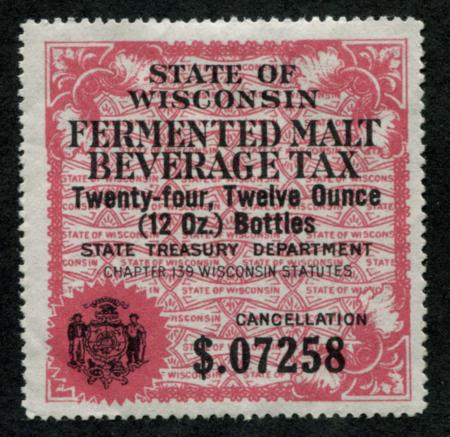 STATE OF
WISCONSIN
FERMENTED MALT
BEVERAGE TAX
Twenty-four, Twelve Ounce
(12 Oz.) Bottles
STATE TREASURY DEPARTMENT
CHAPTER 139 WISCONSIN STATUTES
CANCELLATION
$.07258